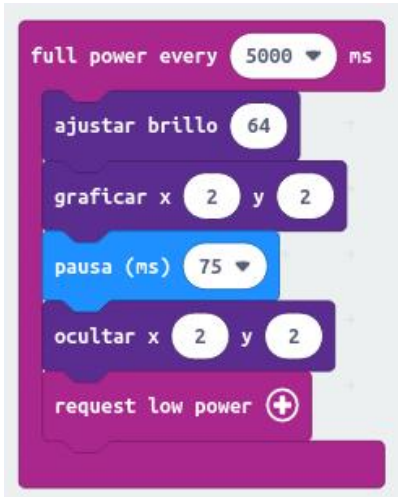 full power every 5000 ms
ajustar brillo 64
graficar x 2 y 2
pausa (ms) 75
ocultar x 2 y 2
request low power